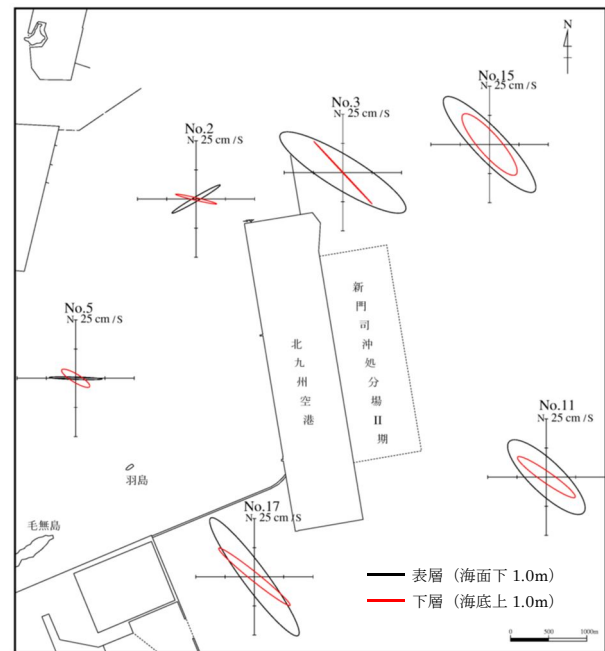 N
No.15
N 25 cm/S
No.3
N 25 cm/S
No.2
N 25 cm/S
No.5
N 25 cm/S
新門司沖処分場II期
北九州空港
No.11
N 25 cm/S
羽島
No.17
N 25 cm/S
毛無島
表層（海面下 1.0m）
下層（海底上 1.0m）
0 500 1000m